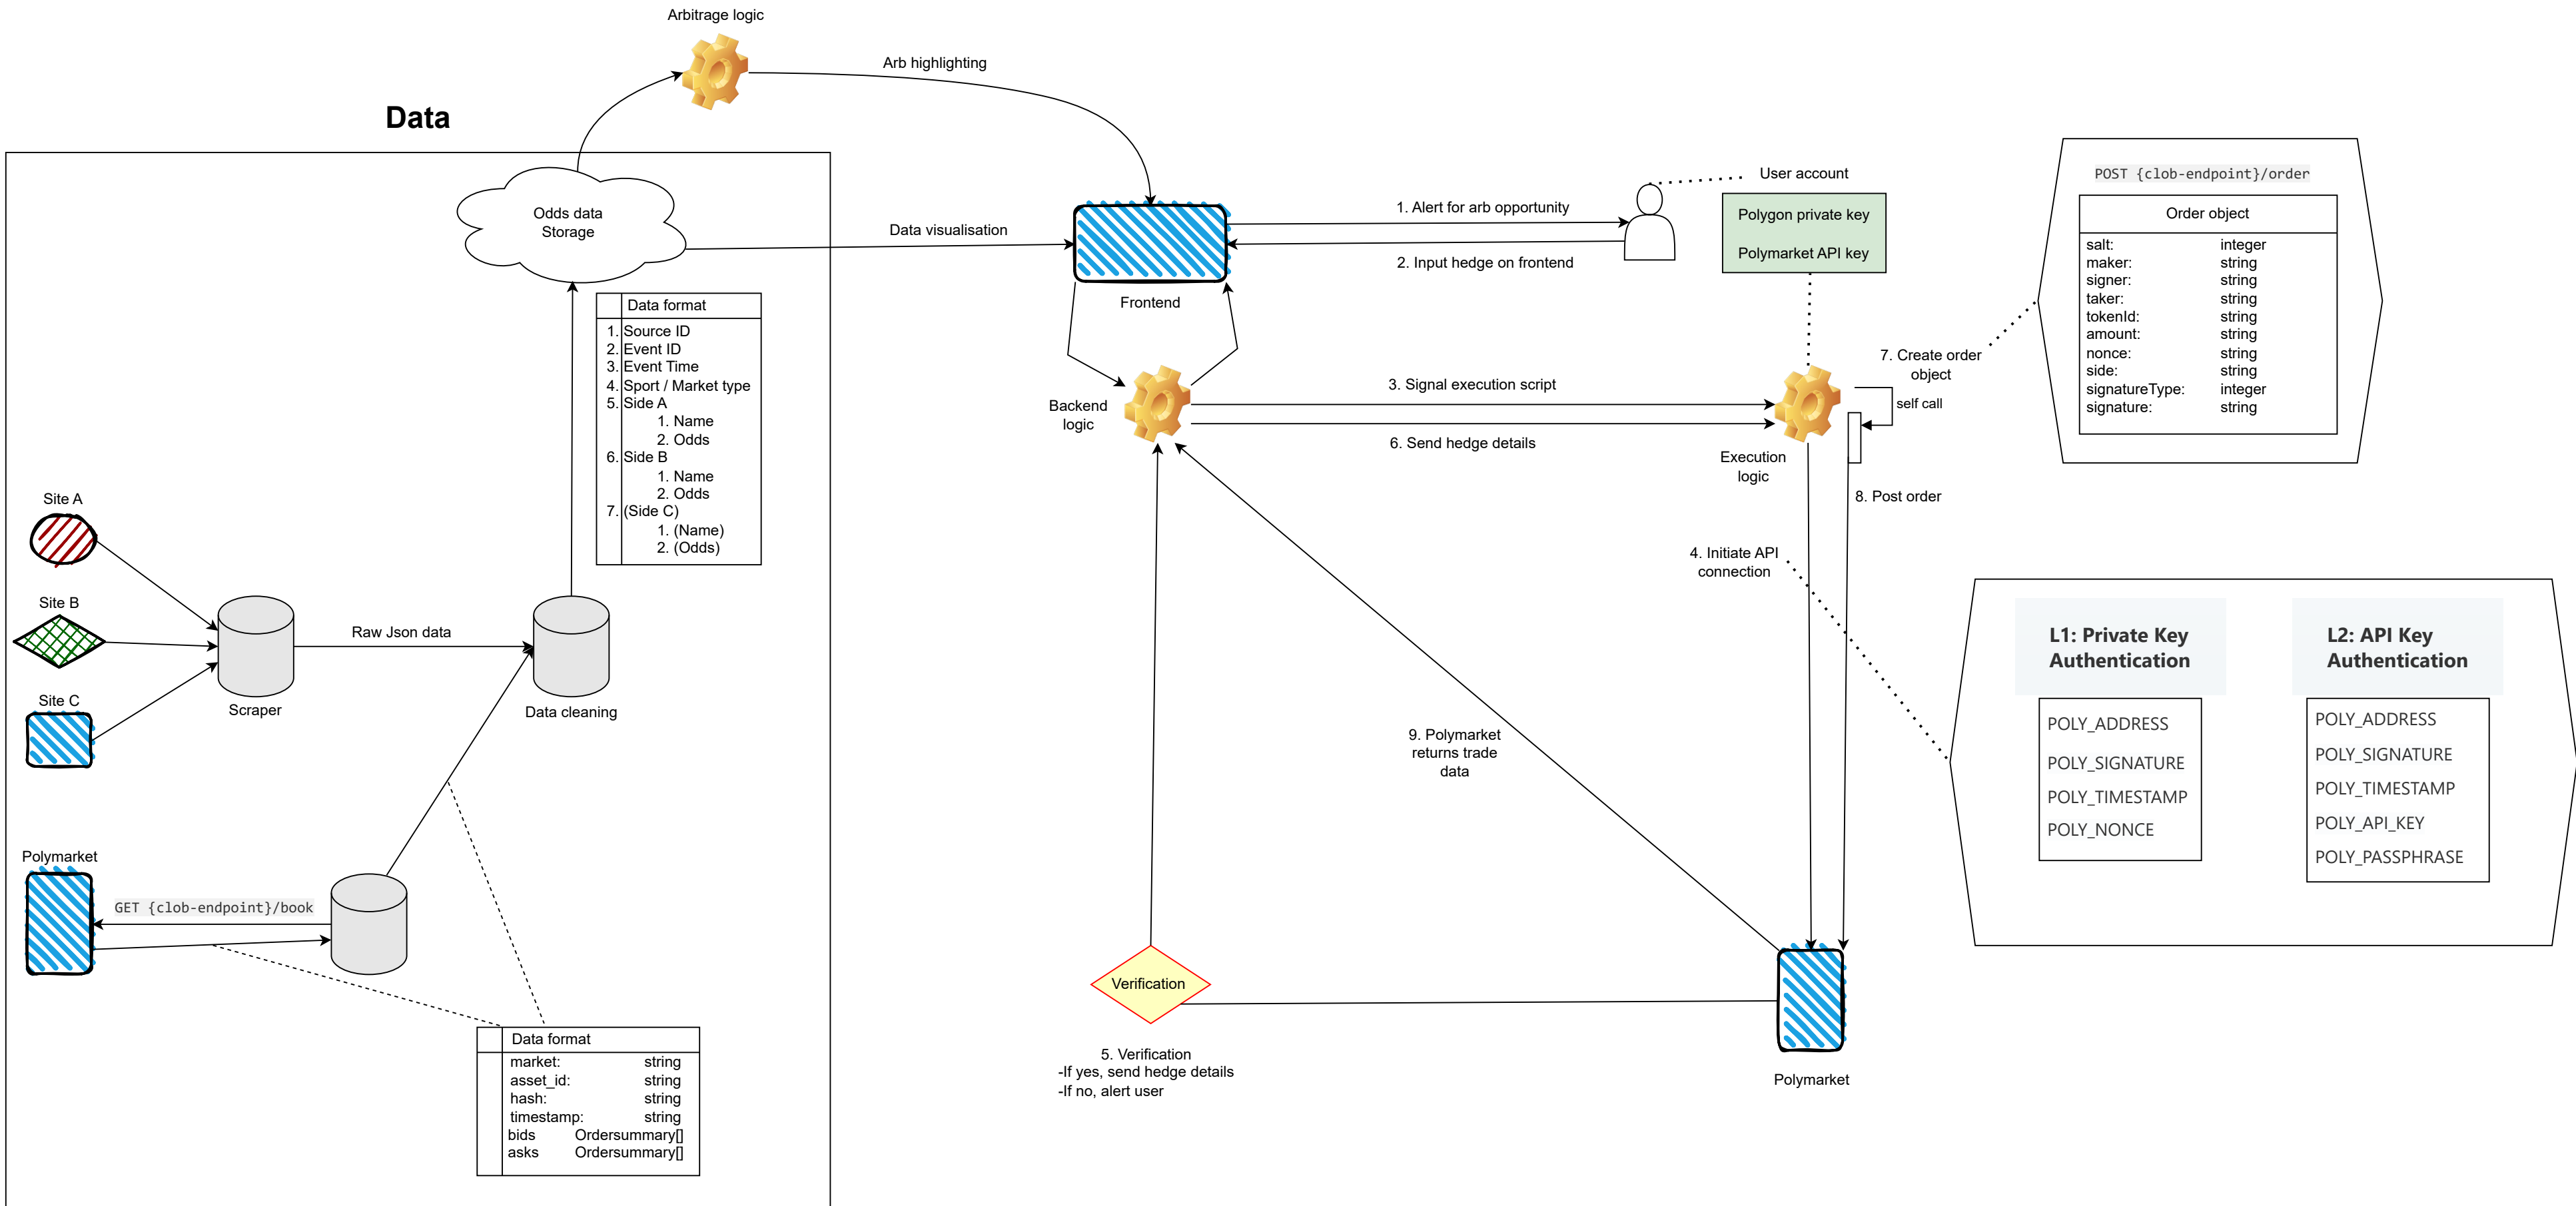 Arbitrage logic
Arb highlighting
Data
Odds data
Storage
Data visualisation
Data format
1. Source ID
2. Event ID
3. Event Time
4. Sport / Market type
5. Side A
1. Name
2. Odds
6. Side B
1. Name
2. Odds
7. (Side C)
1. (Name)
2. (Odds)
Site A
Site B
Site C
Scraper
Raw Json data
Data cleaning
Polymarket
GET {clob-endpoint}/book
Data format
market: string
asset_id: string
hash: string
timestamp: string
bids Ordersummary[]
asks Ordersummary[]
Frontend
1. Alert for arb opportunity
2. Input hedge on frontend
User account
Polygon private key
Polymarket API key
Backend
logic
3. Signal execution script
6. Send hedge details
Execution
logic
self call
7. Create order
object
8. Post order
POST {clob-endpoint}/order
Order object
salt: integer
maker: string
signer: string
taker: string
tokenId: string
amount: string
nonce: string
side: string
signatureType: integer
signature: string
4. Initiate API
connection
L1: Private Key
Authentication
POLY_ADDRESS
POLY_SIGNATURE
POLY_TIMESTAMP
POLY_NONCE
L2: API Key
Authentication
POLY_ADDRESS
POLY_SIGNATURE
POLY_TIMESTAMP
POLY_API_KEY
POLY_PASSPHRASE
9. Polymarket
returns trade
data
Verification
5. Verification
-If yes, send hedge details
-If no, alert user
Polymarket